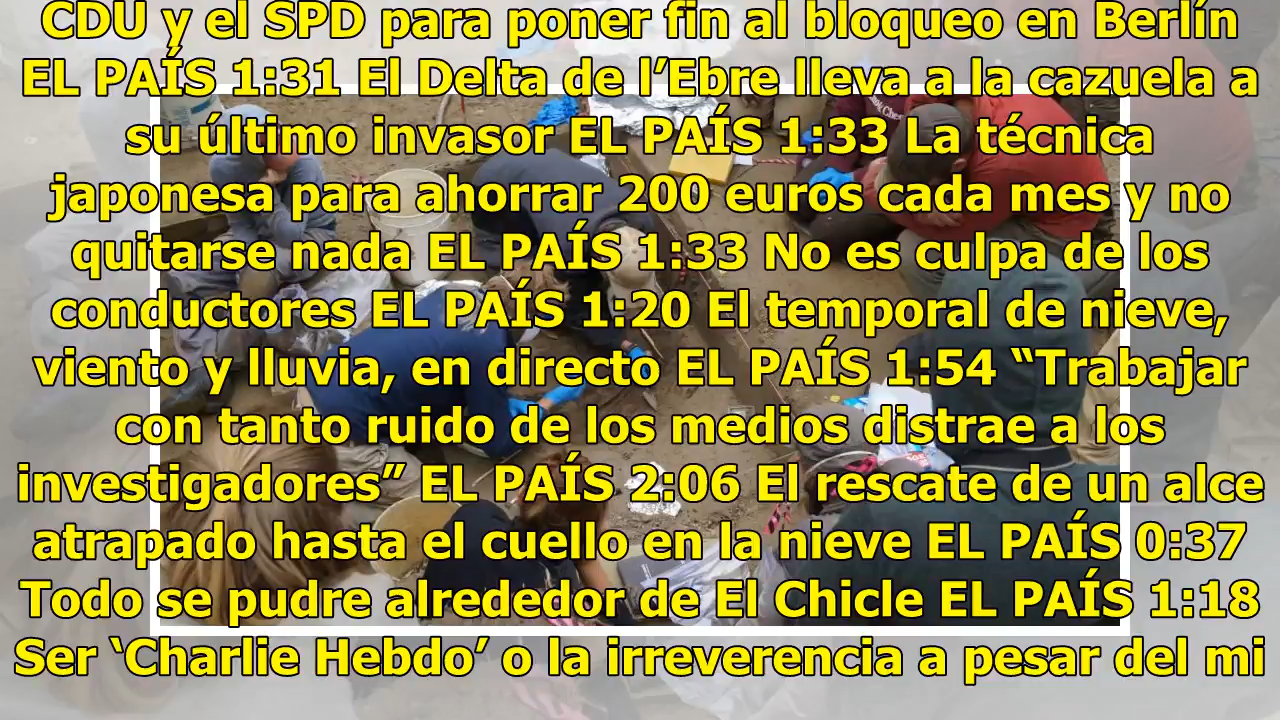 CDU y el SPD para poner fin al bloqueo en Berlín
EL PAÍS 1:31 El Delta de l’Ebre lleva a la cazuela a
su último invasor EL PAÍS 1:33 La técnica
japonesa para ahorrar 200 euros cada mes y no
quitarse nada EL PAÍS 1:33 No es culpa de los
conductores EL PAÍS 1:20 El temporal de nieve,
viento y lluvia, en directo EL PAÍS 1:54 “Trabajar
con tanto ruido de los medios distrae a los
investigadores” EL PAÍS 2:06 El rescate de un alce
atrapado hasta el cuello en la nieve EL PAÍS 0:37
Todo se pudre alrededor de El Chicle EL PAÍS 1:18
Ser ‘Charlie Hebdo’ o la irreverencia a pesar del mi